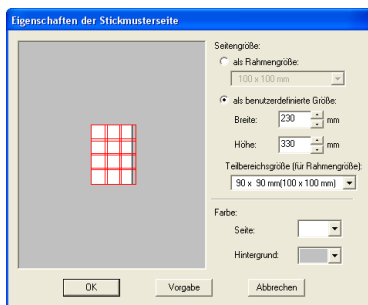 Eigenschaften der Stickmusterseite
Seitengröße:
als Rahmengröße:
100 x 100 mm
als benutzerdefinierte Größe:
Breite: 230 mm
Höhe: 330 mm
Teilbereichsgröße (für Rahmengröße):
90 x 90 mm(100 x 100 mm)
Farbe:
Seite:
Hintergrund:
OK Vorgabe Abbrechen